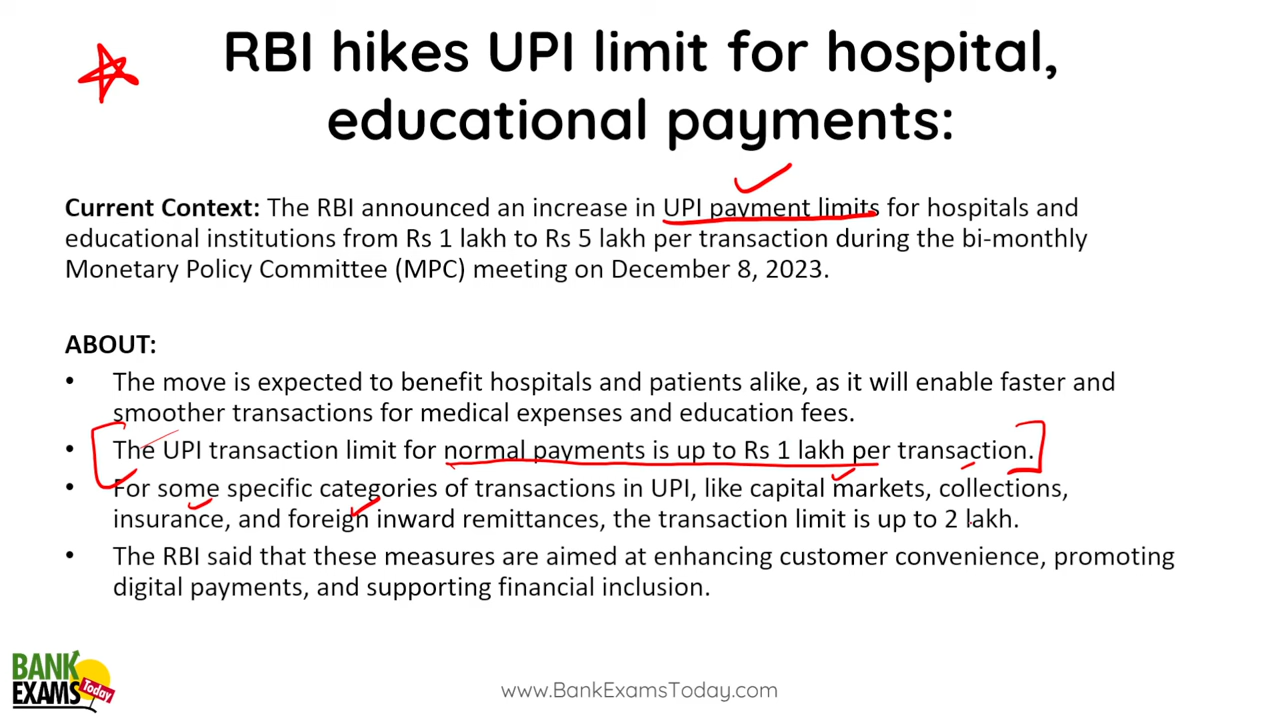 RBI hikes UPI limit for hospital,
educational payments:
Current Context: The RBI announced an increase in UPI payment limits for hospitals and
educational institutions from Rs 1 lakh to Rs 5 lakh per transaction during the bi-monthly
Monetary Policy Committee (MPC) meeting on December 8, 2023.
ABOUT:
• The move is expected to benefit hospitals and patients alike, as it will enable faster and
smoother transactions for medical expenses and education fees.
• The UPI transaction limit for normal payments is up to Rs 1 lakh per transaction.
• For some specific categories of transactions in UPI, like capital markets, collections,
insurance, and foreign inward remittances, the transaction limit is up to 2 lakh.
• The RBI said that these measures are aimed at enhancing customer convenience, promoting
digital payments, and supporting financial inclusion.
BANK
EXAMS Today
www.BankExamsToday.com